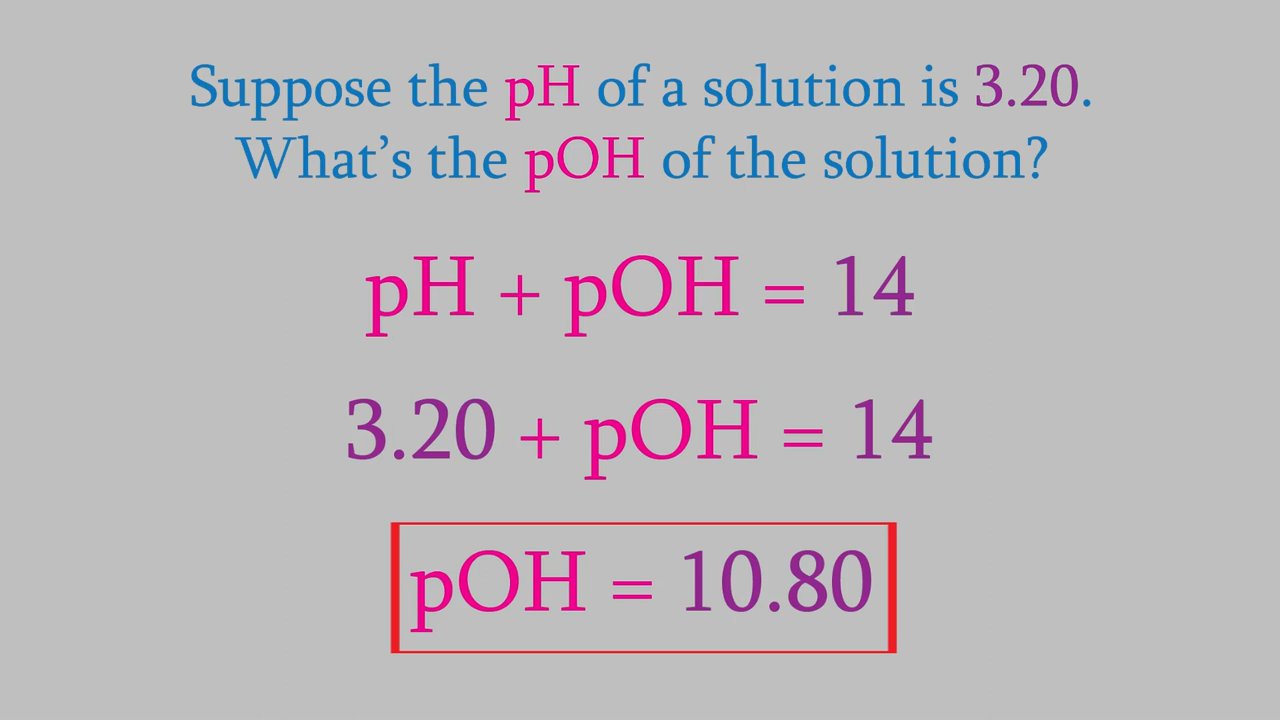 Suppose the pH of a solution is 3.20.
What’s the pOH of the solution?
pH + pOH = 14
3.20 + pOH = 14
pOH = 10.80